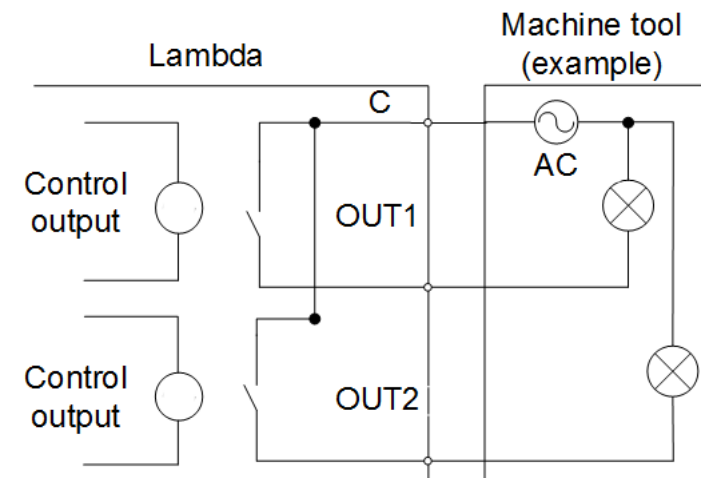 Lambda
Machine tool
(example)
C
AC
Control
output
OUT1
Control
output
OUT2